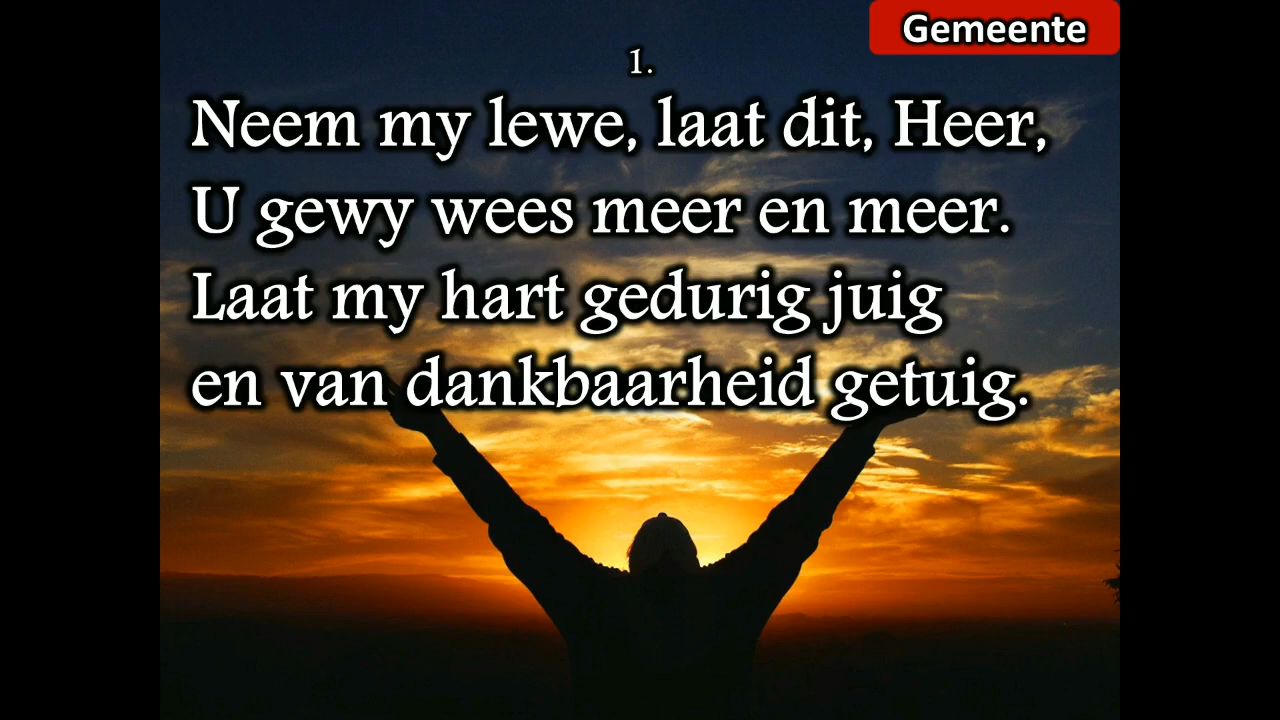 Gemeente
1.
Neem my lewe, laat dit, Heer,
U gewy wees meer en meer.
Laat my hart gedurig juig
en van dankbaarheid getuig.